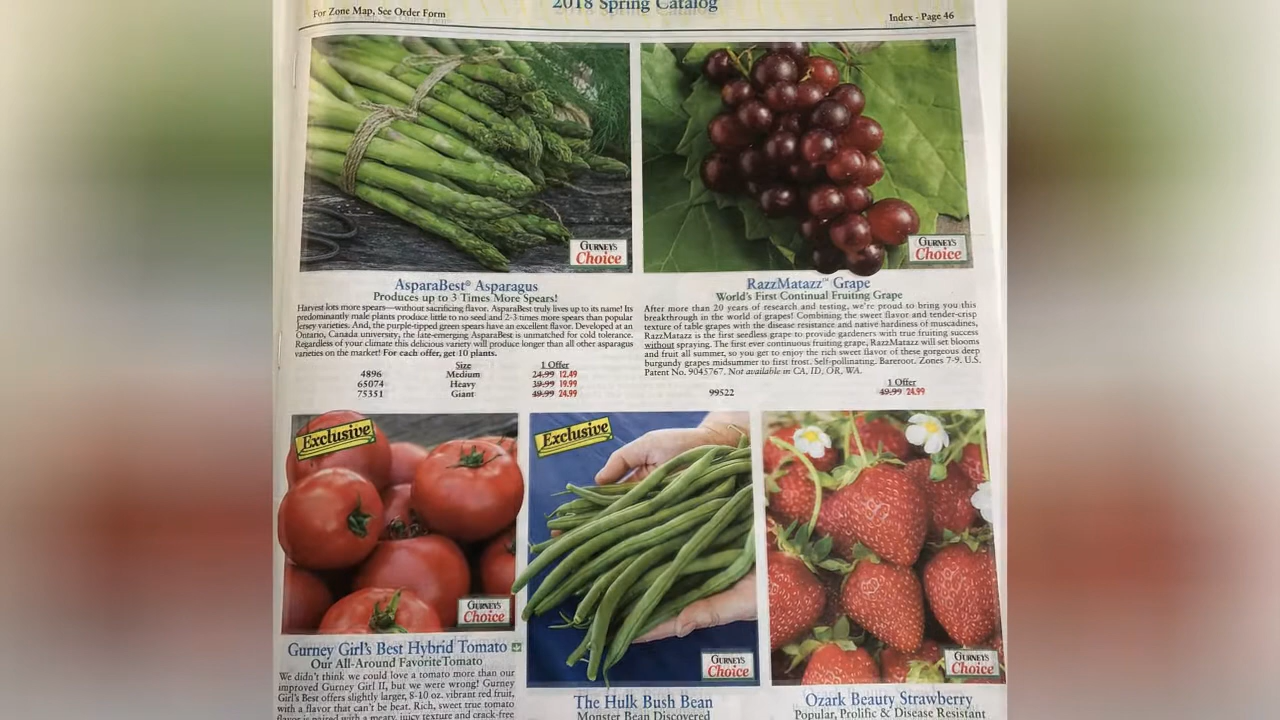 2018 Spring Catalog
For Zone Map, See Order Form
Index - Page 46
GURNEY'S
Choice
GURNEY'S
Choice
AsparaBest® Asparagus
Produces up to 3 Times More Spears!
Harvest lots more spears—without sacrificing flavor. AsparaBest truly lives up to its name! Its
predominantly male plants produce little to no seed and 2-3 times more spears than popular
Jersey varieties. And, the purple-tipped green spears have an excellent flavor. Developed at an
Ontario, Canada university, the late-emerging AsparaBest is unmatched for cold tolerance.
Regardless of your climate this delicious variety will produce longer than all other asparagus
varieties on the market! For each offer, get 10 plants.
Size 1 Offer
4896 Medium 24.99 12.49
65074 Heavy 39.99 19.99
75351 Giant 49.99 24.99
RazzMatazz™ Grape
World's First Continual Fruiting Grape
After more than 20 years of research and testing, we're proud to bring you this
breakthrough in the world of grapes! Combining the sweet flavor and tender-crisp
texture of table grapes with the disease resistance and native hardiness of muscadines,
RazzMatazz is the first seedless grape to provide gardeners with true fruiting success
without spraying. The first ever continuous fruiting grape, RazzMatazz will set blooms
and fruit all summer, so you get to enjoy the rich sweet flavor of these gorgeous deep
burgundy grapes midsummer to first frost. Self-pollinating. Bareroot. Zones 7-9. U.S.
Patent No. 9045767. Not available in CA, ID, OR, WA.
1 Offer
99522 49.99 24.99
Exclusive
GURNEY'S
Choice
Gurney Girl's Best Hybrid Tomato
Our All-Around Favorite Tomato
We didn't think we could love a tomato more than our
improved Gurney Girl II, but we were wrong! Gurney
Girl's Best offers slightly larger, 8-10 oz. vibrant red fruit,
with a flavor that can't be beat. Rich, sweet true tomato
flavor is paired with a meaty, juicy texture and crack-free
Exclusive
GURNEY'S
Choice
The Hulk Bush Bean
Monster Bean Discovered
GURNEY'S
Choice
Ozark Beauty Strawberry
Popular, Prolific & Disease Resistant